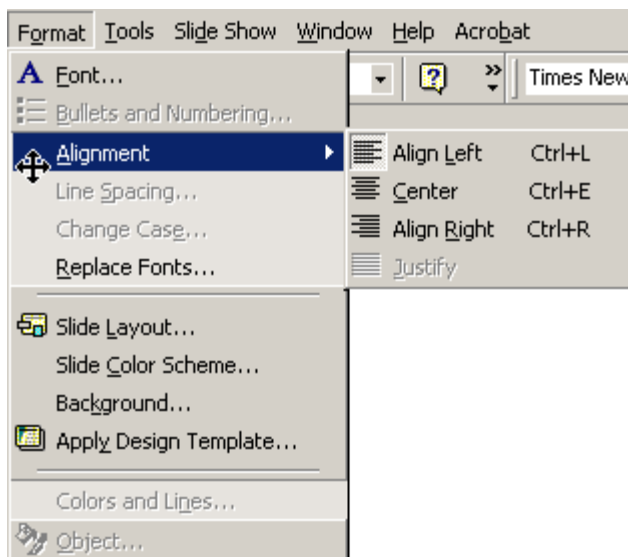 Format Tools Slide Show Window Help Acrobat
A Font...
Times New
Bullets and Numbering...
Alignment
Align Left Ctrl+L
Line Spacing...
Center Ctrl+E
Change Case...
Align Right Ctrl+R
Replace Fonts...
Justify
Slide Layout...
Slide Color Scheme...
Background...
Apply Design Template...
Colors and Lines...
Object...